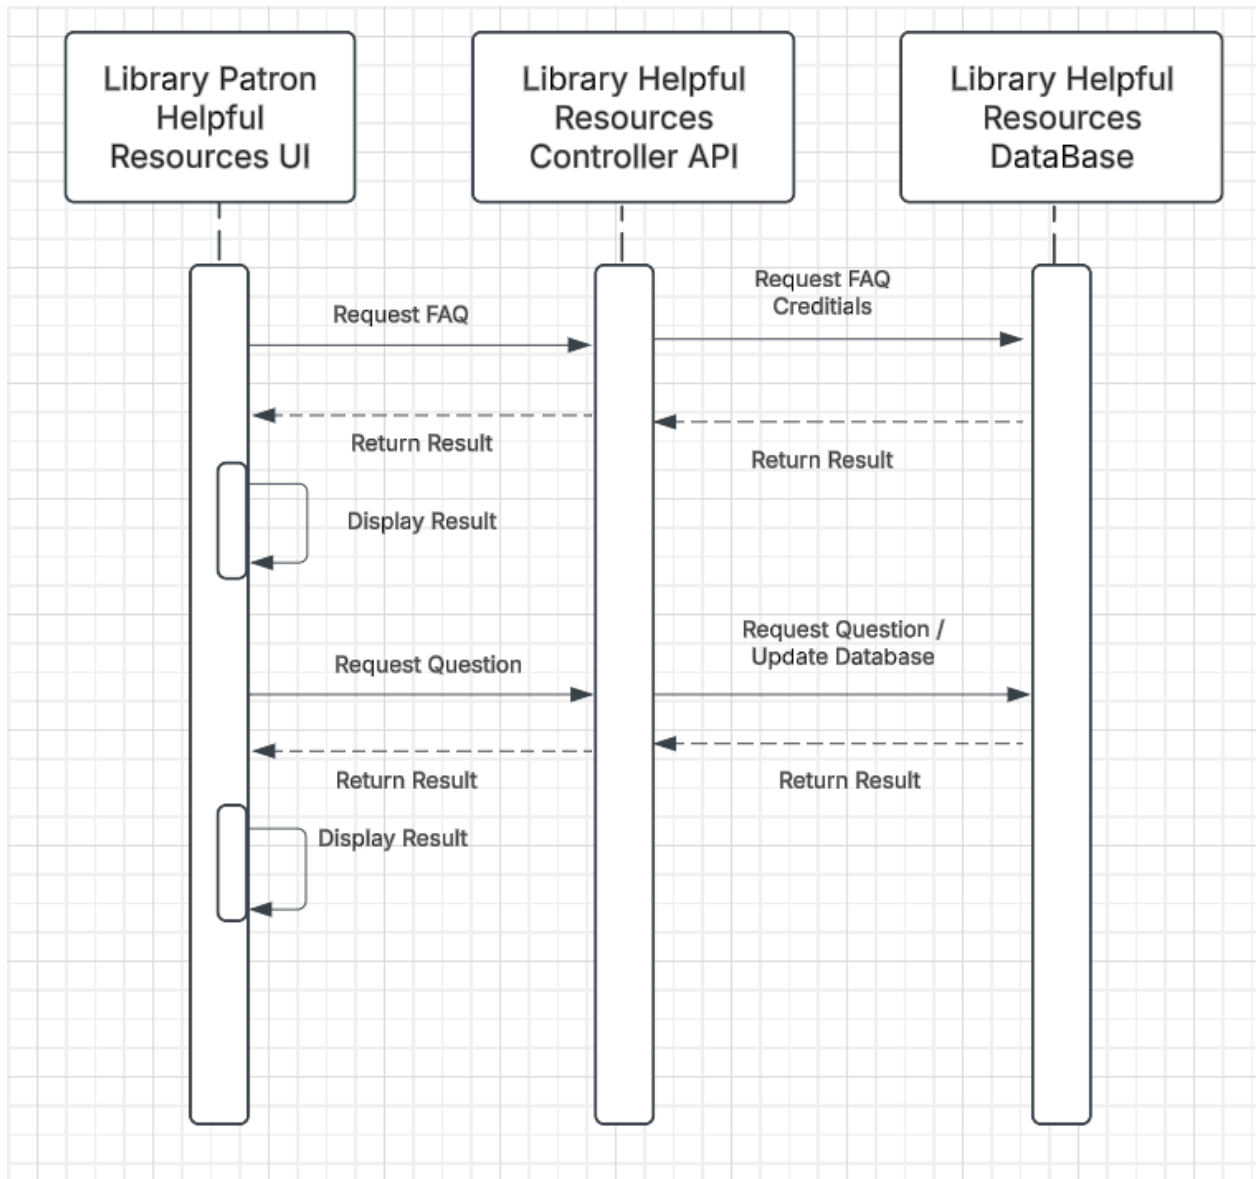 Library Patron
Helpful
Resources UI
Library Helpful
Resources
Controller API
Library Helpful
Resources
DataBase
Request FAQ
Request FAQ
Creditials
Return Result
Return Result
Display Result
Request Question
Request Question /
Update Database
Return Result
Return Result
Display Result